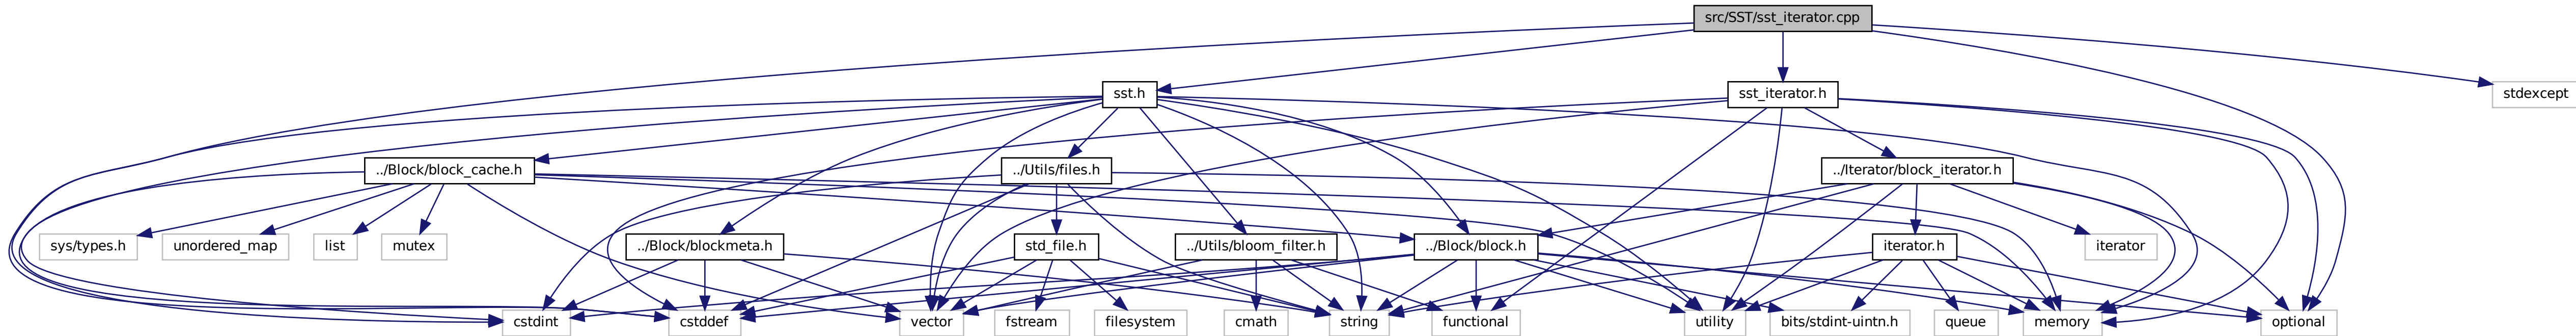 src/SST/sst_iterator.cpp
sst.h
sst_iterator.h
stdexcept
../Block/block_cache.h
../Utils/files.h
../Iterator/block_iterator.h
sys/types.h
unordered_map
list
mutex
../Block/blockmeta.h
std_file.h
../Utils/bloom_filter.h
../Block/block.h
iterator.h
iterator
cstdint
cstddef
vector
fstream
filesystem
cmath
string
functional
utility
bits/stdint-uintn.h
queue
memory
optional